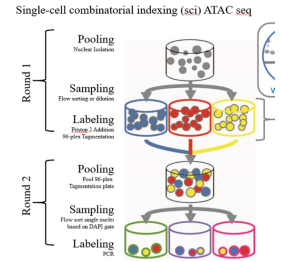 Single-cell combinatorial indexing (sci) ATAC seq
Round 1
Pooling
Nuclear Isolation
Sampling
Flow sorting or dilution
Labeling
Pitstop 2 Addition
96-plex Tagmentation
Round 2
Pooling
Pool 96-plex
Tagmentation plate
Sampling
Flow sort single nuclei
based on DAPI gate
Labeling
PCR